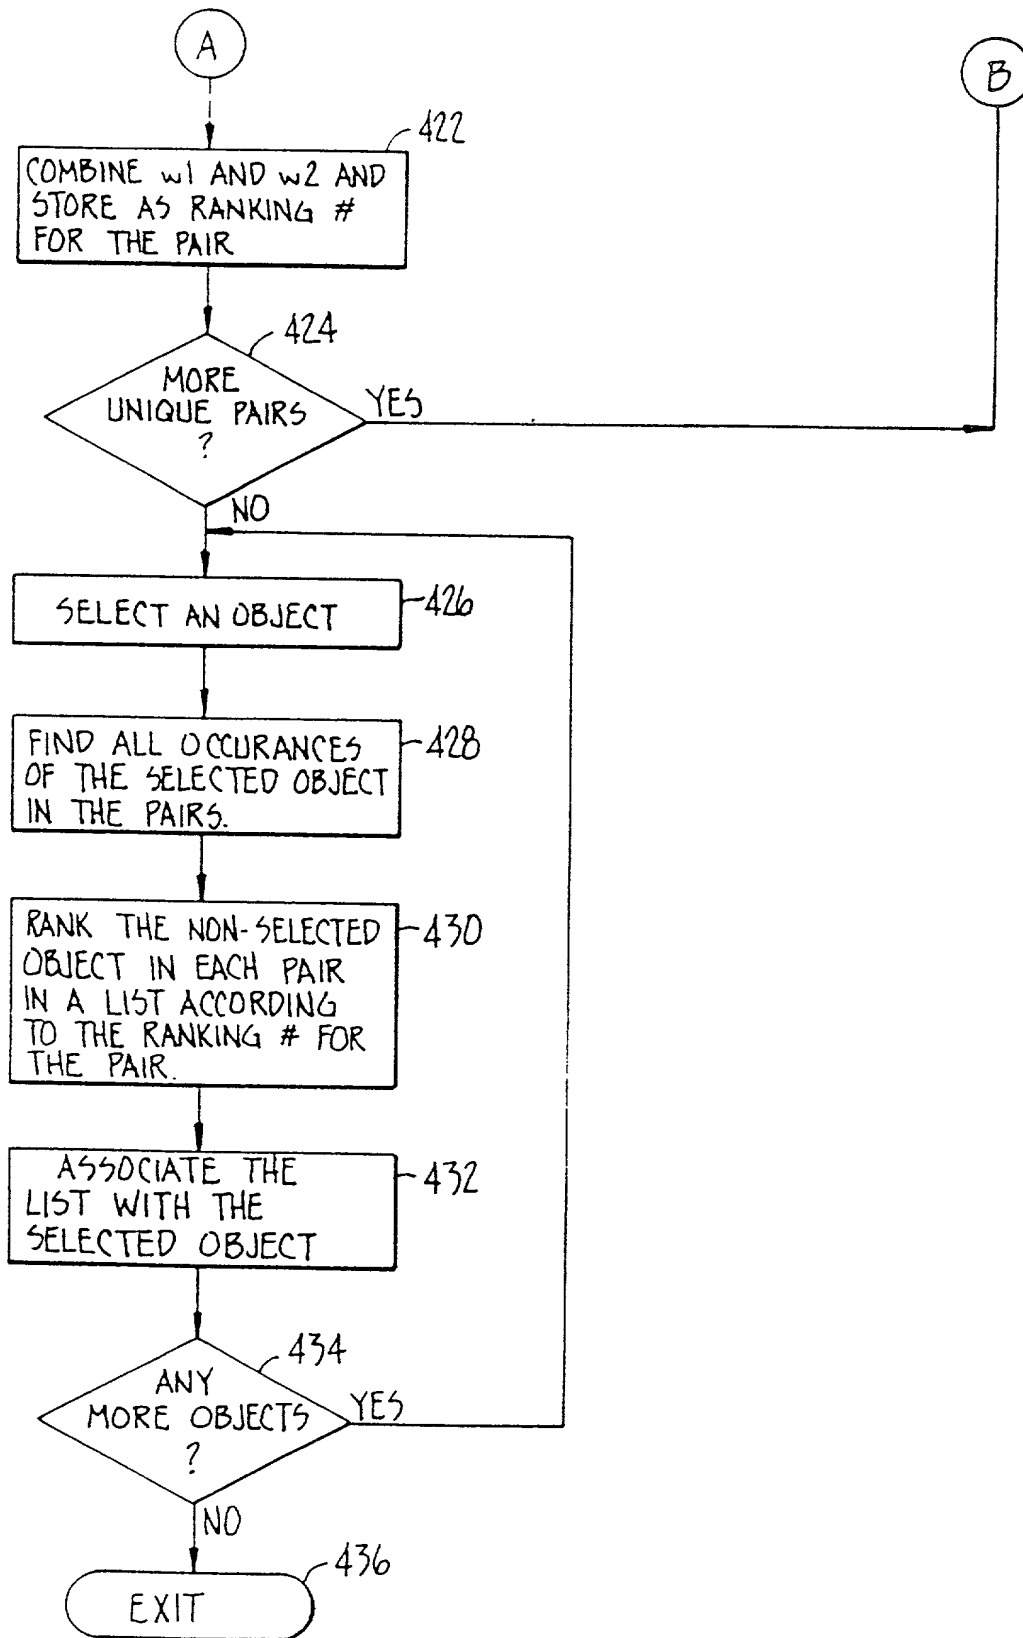 A
B
422
COMBINE w1 AND w2 AND
STORE AS RANKING #
FOR THE PAIR
424
MORE
UNIQUE PAIRS
?
YES
NO
SELECT AN OBJECT
426
FIND ALL OCCURANCES
OF THE SELECTED OBJECT
IN THE PAIRS.
428
RANK THE NON-SELECTED
OBJECT IN EACH PAIR
IN A LIST ACCORDING
TO THE RANKING # FOR
THE PAIR.
430
ASSOCIATE THE
LIST WITH THE
SELECTED OBJECT
432
434
ANY
MORE OBJECTS
?
YES
NO
436
EXIT